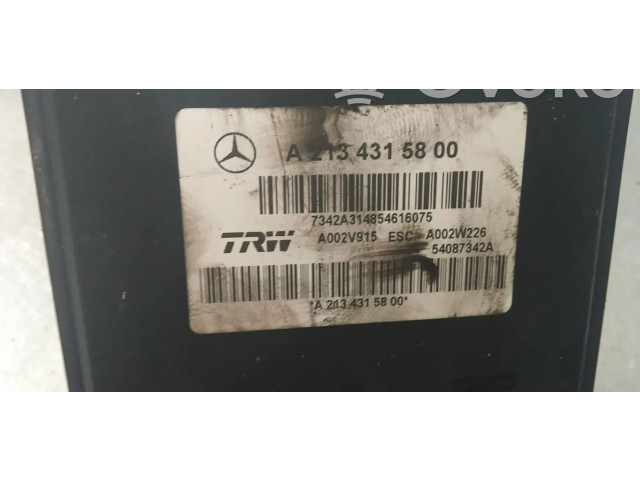 A 213 431 58 00
7342A314854616075
TRW
A002V915 ESC A002W226
54087342A
*A 213 431 58 00*